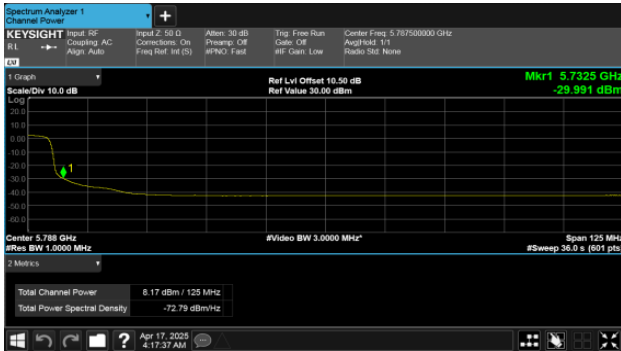 Spectrum Analyzer 1
Channel Power
+
KEYSIGHT Input: RF Input Z: 50 Ω Atten: 30 dB Trig: Free Run Center Freq: 5.787500000 GHz
RL Coupling: AC Corrections: On Preamp: Off Gate: Off Avg|Hold: 1/1
Align: Auto Freq Ref: Int (S) #PNO: Fast #IF Gain: Low Radio Std: None
1 Graph Ref Lvl Offset 10.50 dB Mkr1 5.7325 GHz
Scale/Div 10.0 dB Ref Value 30.00 dBm -29.991 dBm
Log
20.0
10.0
0.00
-10.0
-20.0
-30.0
-40.0
-50.0
-60.0
1
Center 5.788 GHz #Video BW 3.0000 MHz* Span 125 MHz
#Res BW 1.0000 MHz #Sweep 36.0 s (601 pts
2 Metrics
Total Channel Power 8.17 dBm / 125 MHz
Total Power Spectral Density -72.79 dBm/Hz
? Apr 17, 2025
4:17:37 AM